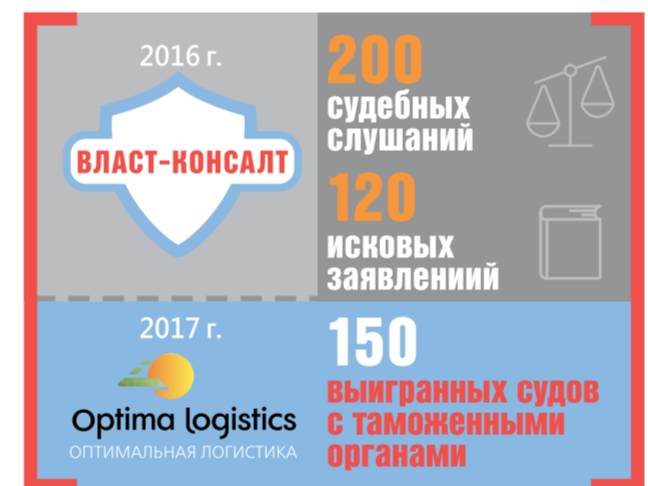 2016 г.
ВЛАСТ-КОНСАЛТ
200
судебных
слушаний
120
исковых
заявлениий
2017 г.
Optima logistics
ОПТИМАЛЬНАЯ ЛОГИСТИКА
150
выигранных судов
с таможенными
органами